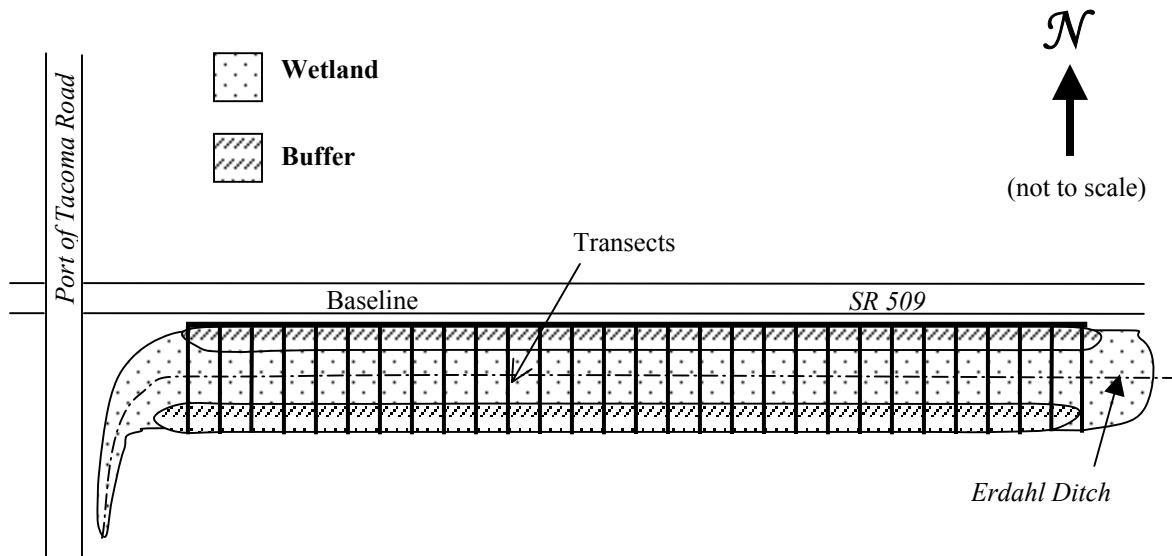 N
Wetland
Buffer
(not to scale)
Port of Tacoma Road
Transects
Baseline
SR 509
Erdahl Ditch